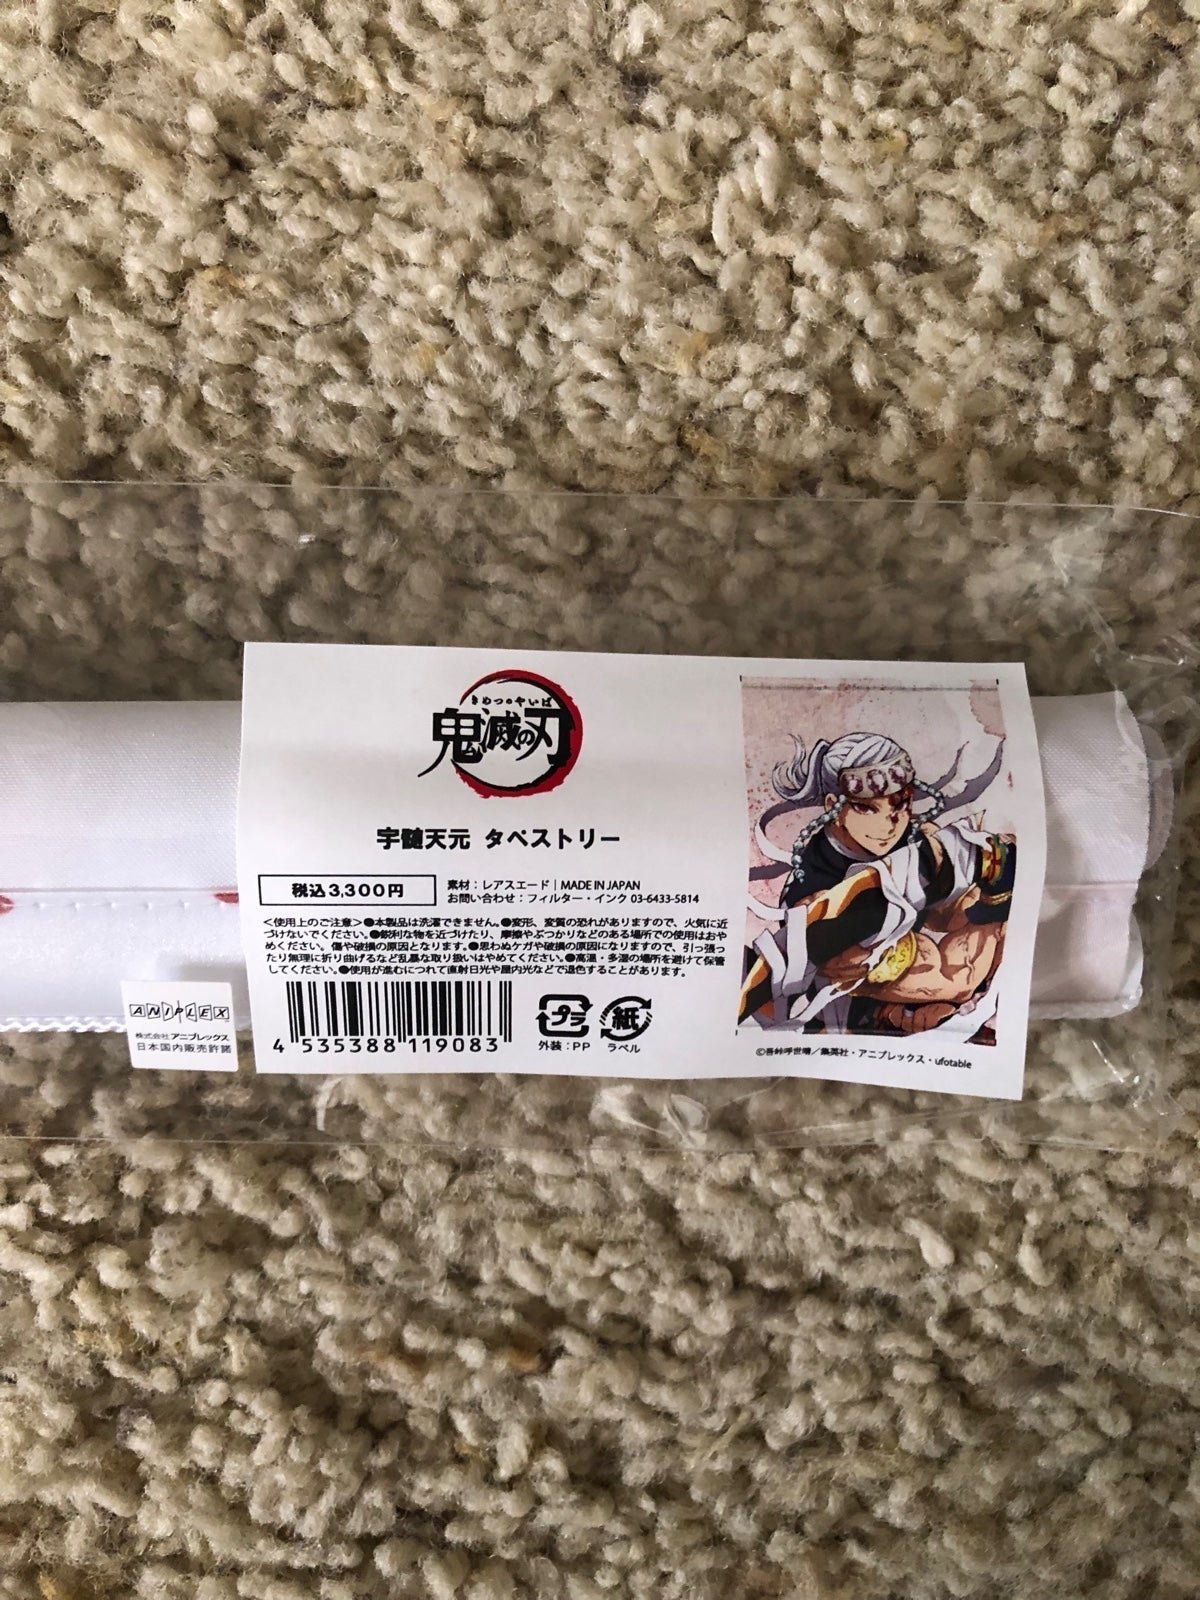 きめつのやいば
鬼滅の刃
宇髄天元 タペストリー
税込3,300円
素材：レアスエード｜MADE IN JAPAN
お問い合わせ：フィルター・インク 03-6433-5814
＜使用上のご注意＞●本製品は洗濯できません。●変形、変質の恐れがありますので、火気に近
づけないでください。●鋭利な物を近づけたり、摩擦やぶつかりなどのある場所での使用はおや
めください。傷や破損の原因となります。●思わぬケガや破損の原因になりますので、引っ張っ
たり無理に折り曲げるなど乱暴な取り扱いはやめてください。●高温・多湿の場所を避けて保管
してください。●使用が進むにつれて直射日光や屋内光などで退色することがあります。
4 535388 119083
プラ
外装：PP
紙
ラベル
©吾峠呼世晴／集英社・アニプレックス・ufotable
ANIPLEX
株式会社アニプレックス
日本国内販売許諾